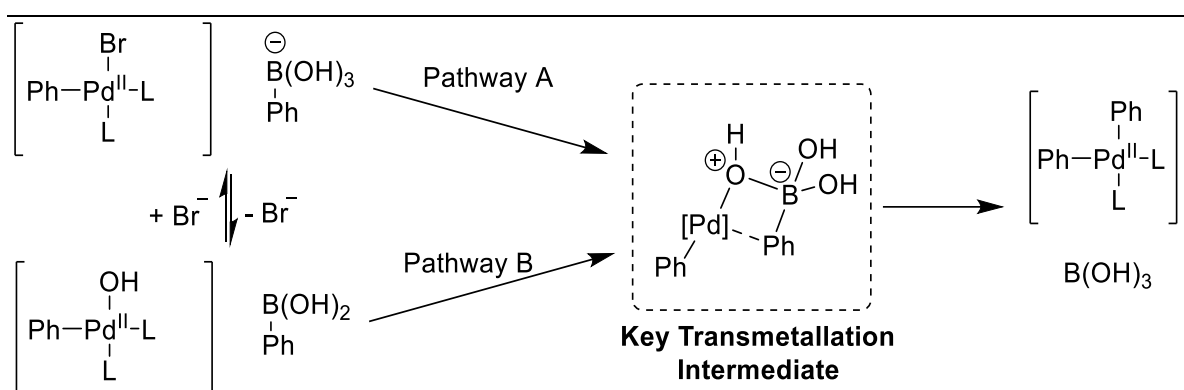 Br
Ph–Pd^II–L
L
⊖
B(OH)3
Ph
Pathway A
+ Br⁻
- Br⁻
OH
Ph–Pd^II–L
L
B(OH)2
Ph
Pathway B
H
⊕
O
⊖
B
OH
OH
[Pd]
Ph
Ph
Key Transmetallation
Intermediate
Ph
Ph–Pd^II–L
L
B(OH)3